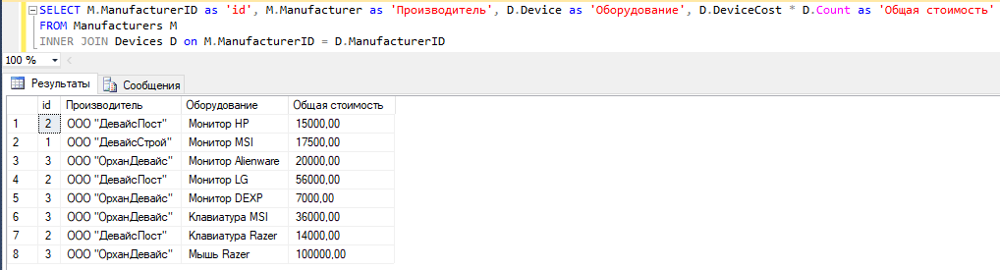 SELECT M.ManufacturerID as 'id', M.Manufacturer as 'Производитель', D.Device as 'Оборудование', D.DeviceCost * D.Count as 'Общая стоимость'
FROM Manufacturers M
INNER JOIN Devices D on M.ManufacturerID = D.ManufacturerID
100 %
Результаты Сообщения
id Производитель Оборудование Общая стоимость
1 2 ООО "ДевайсПост" Монитор HP 15000,00
2 1 ООО "ДевайсСтрой" Монитор MSI 17500,00
3 3 ООО "ОрханДевайс" Монитор Alienware 20000,00
4 2 ООО "ДевайсПост" Монитор LG 56000,00
5 3 ООО "ОрханДевайс" Монитор DEXP 7000,00
6 3 ООО "ОрханДевайс" Клавиатура MSI 36000,00
7 2 ООО "ДевайсПост" Клавиатура Razer 14000,00
8 3 ООО "ОрханДевайс" Мышь Razer 100000,00